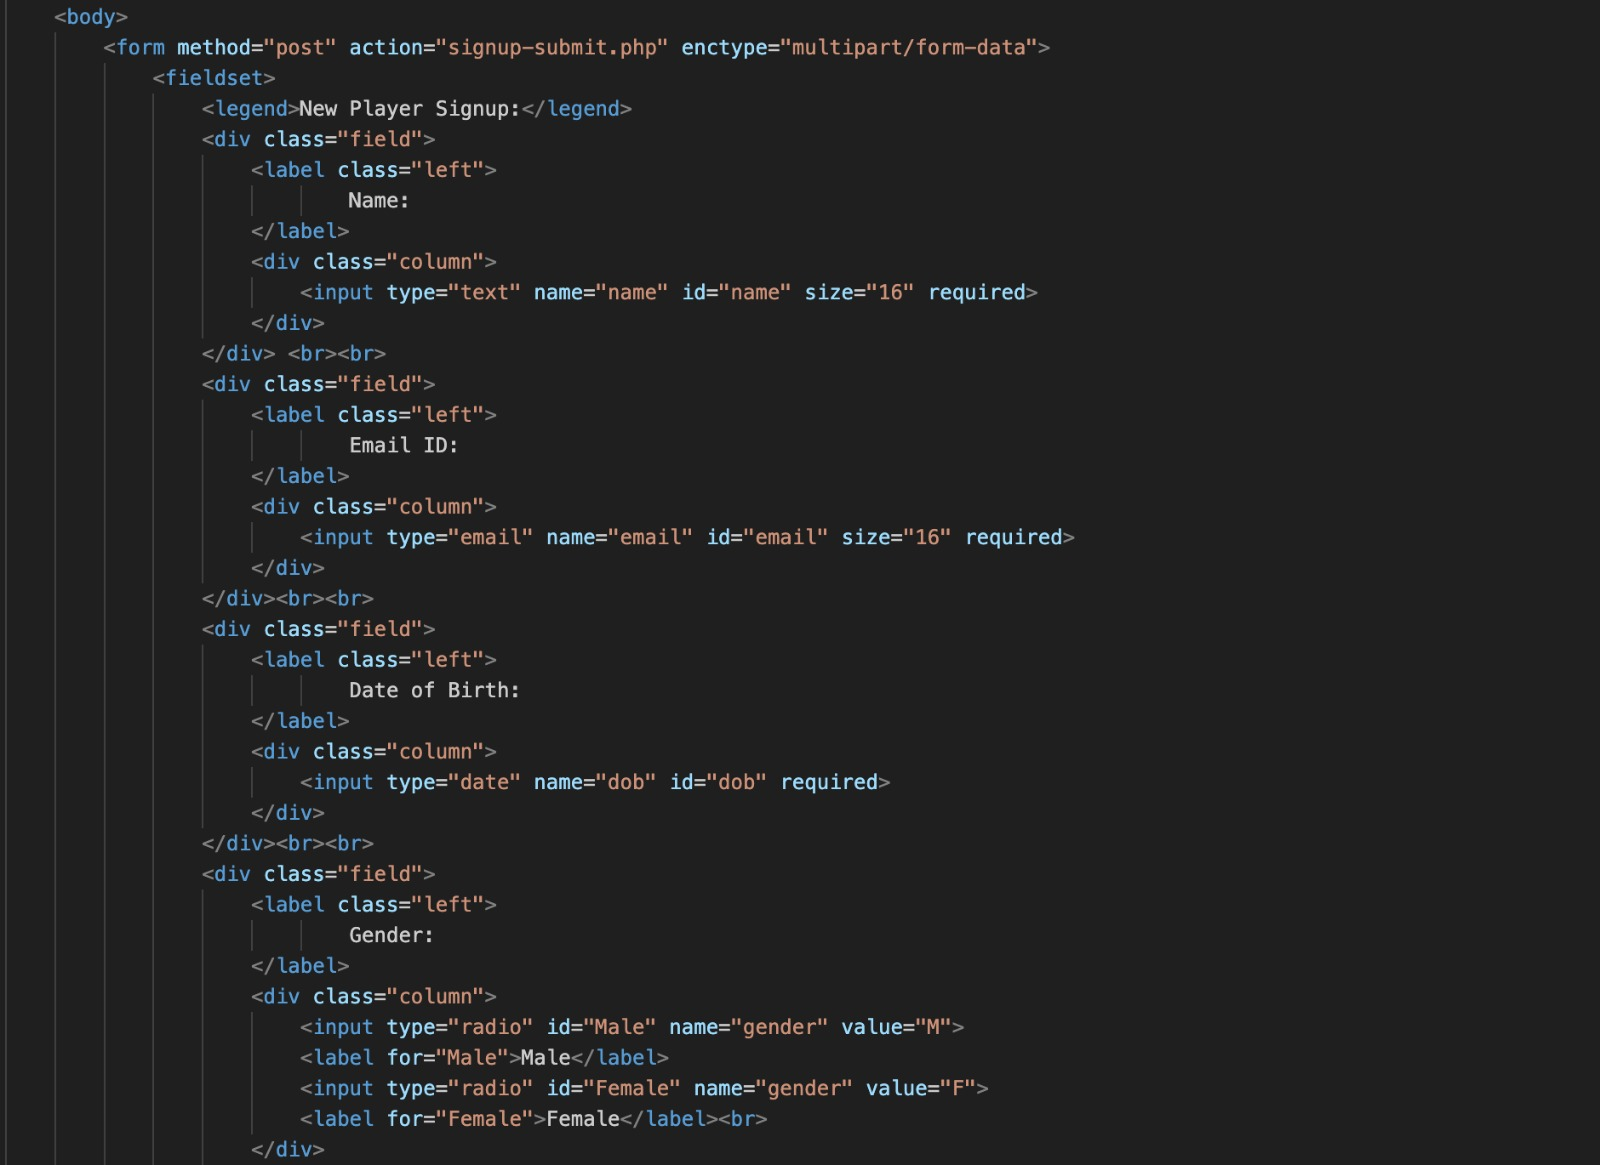 <body>
<form method="post" action="signup-submit.php" enctype="multipart/form-data">
<fieldset>
<legend>New Player Signup:</legend>
<div class="field">
<label class="left">
Name:
</label>
<div class="column">
<input type="text" name="name" id="name" size="16" required>
</div>
</div> <br><br>
<div class="field">
<label class="left">
Email ID:
</label>
<div class="column">
<input type="email" name="email" id="email" size="16" required>
</div>
</div><br><br>
<div class="field">
<label class="left">
Date of Birth:
</label>
<div class="column">
<input type="date" name="dob" id="dob" required>
</div>
</div><br><br>
<div class="field">
<label class="left">
Gender:
</label>
<div class="column">
<input type="radio" id="Male" name="gender" value="M">
<label for="Male">Male</label>
<input type="radio" id="Female" name="gender" value="F">
<label for="Female">Female</label><br>
</div>